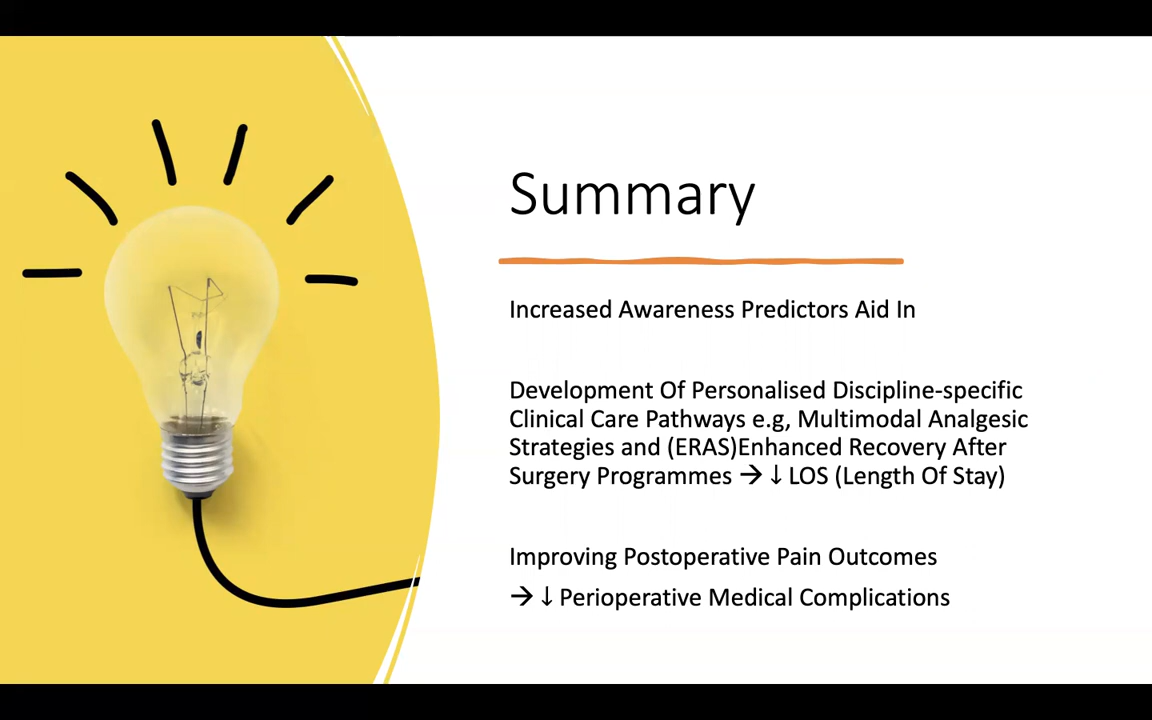 Summary
Increased Awareness Predictors Aid In
Development Of Personalised Discipline-specific
Clinical Care Pathways e.g, Multimodal Analgesic
Strategies and (ERAS)Enhanced Recovery After
Surgery Programmes → ↓ LOS (Length Of Stay)
Improving Postoperative Pain Outcomes
→ ↓ Perioperative Medical Complications